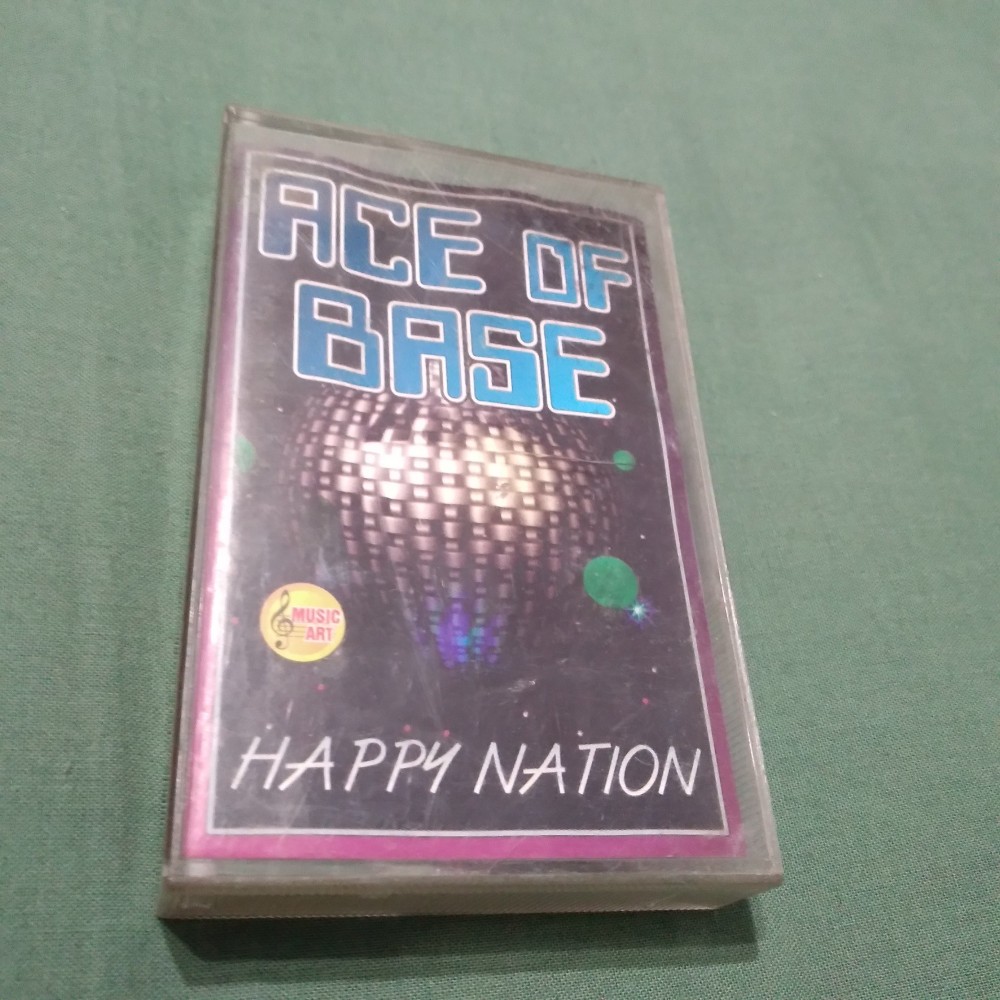 ACE OF
BASE
MUSIC
ART
HAPPY NATION